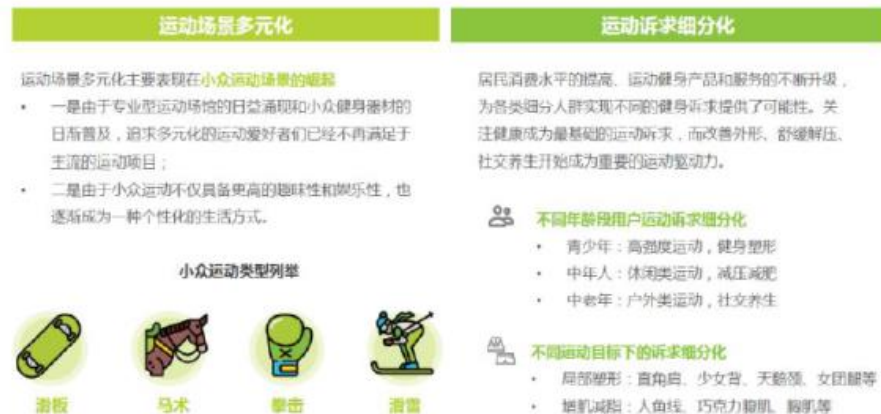 运动场景多元化
运动场景多元化主要表现在小众运动场景的崛起
• 一是由于专业型运动场馆的日益涌现和小众健身器材的
日渐普及，追求多元化的运动爱好者们已经不再满足于
主流的运动项目；
• 二是由于小众运动不仅具备更高的趣味性和娱乐性，也
逐渐成为一种个性化的生活方式。
小众运动类型列举
滑板
马术
拳击
滑雪
运动诉求细分化
居民消费水平的提高、运动健身产品和服务的不断升级，
为各类细分人群实现不同的健身诉求提供了可能性。关
注健康成为最基础的运动诉求，而改善外形、舒缓解压、
社交养生开始成为重要的运动驱动力。
不同年龄段用户运动诉求细分化
• 青少年：高强度运动，健身塑形
• 中年人：休闲类运动，减压减肥
• 中老年：户外类运动，社交养生
不同运动目标下的诉求细分化
• 局部塑形：直角肩、少女背、天鹅颈、女团腿等
• 增肌减脂：人鱼线、巧克力腹肌、胸肌等